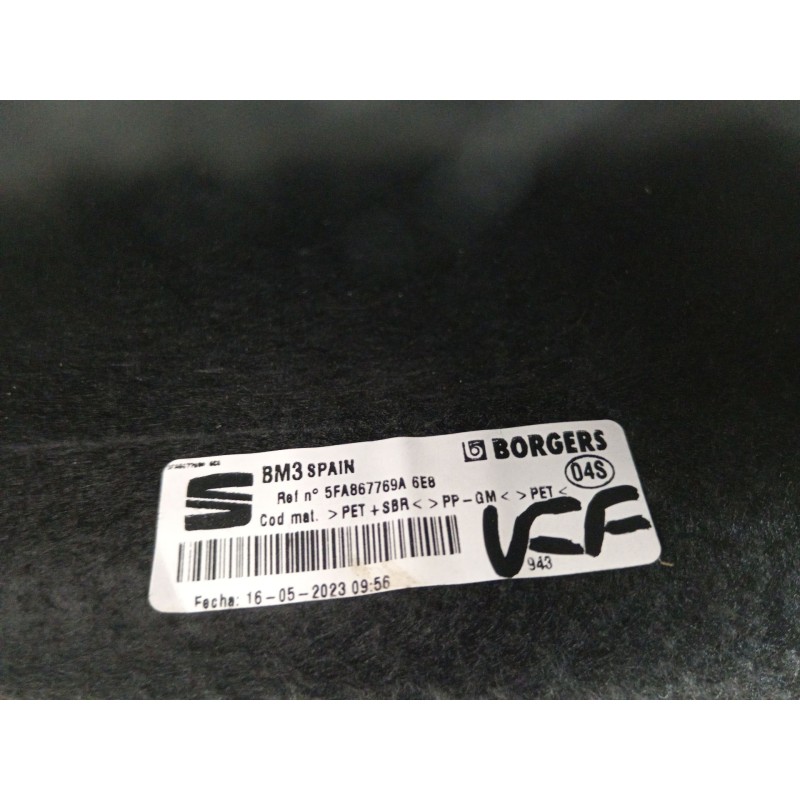 BM3 SPAIN
BORGERS
04S
Ref nº 5FA867769A 6E8
Cod mat. >PET+SBR< >PP-GM< >PET<
943
Fecha: 16-05-2023 09:56